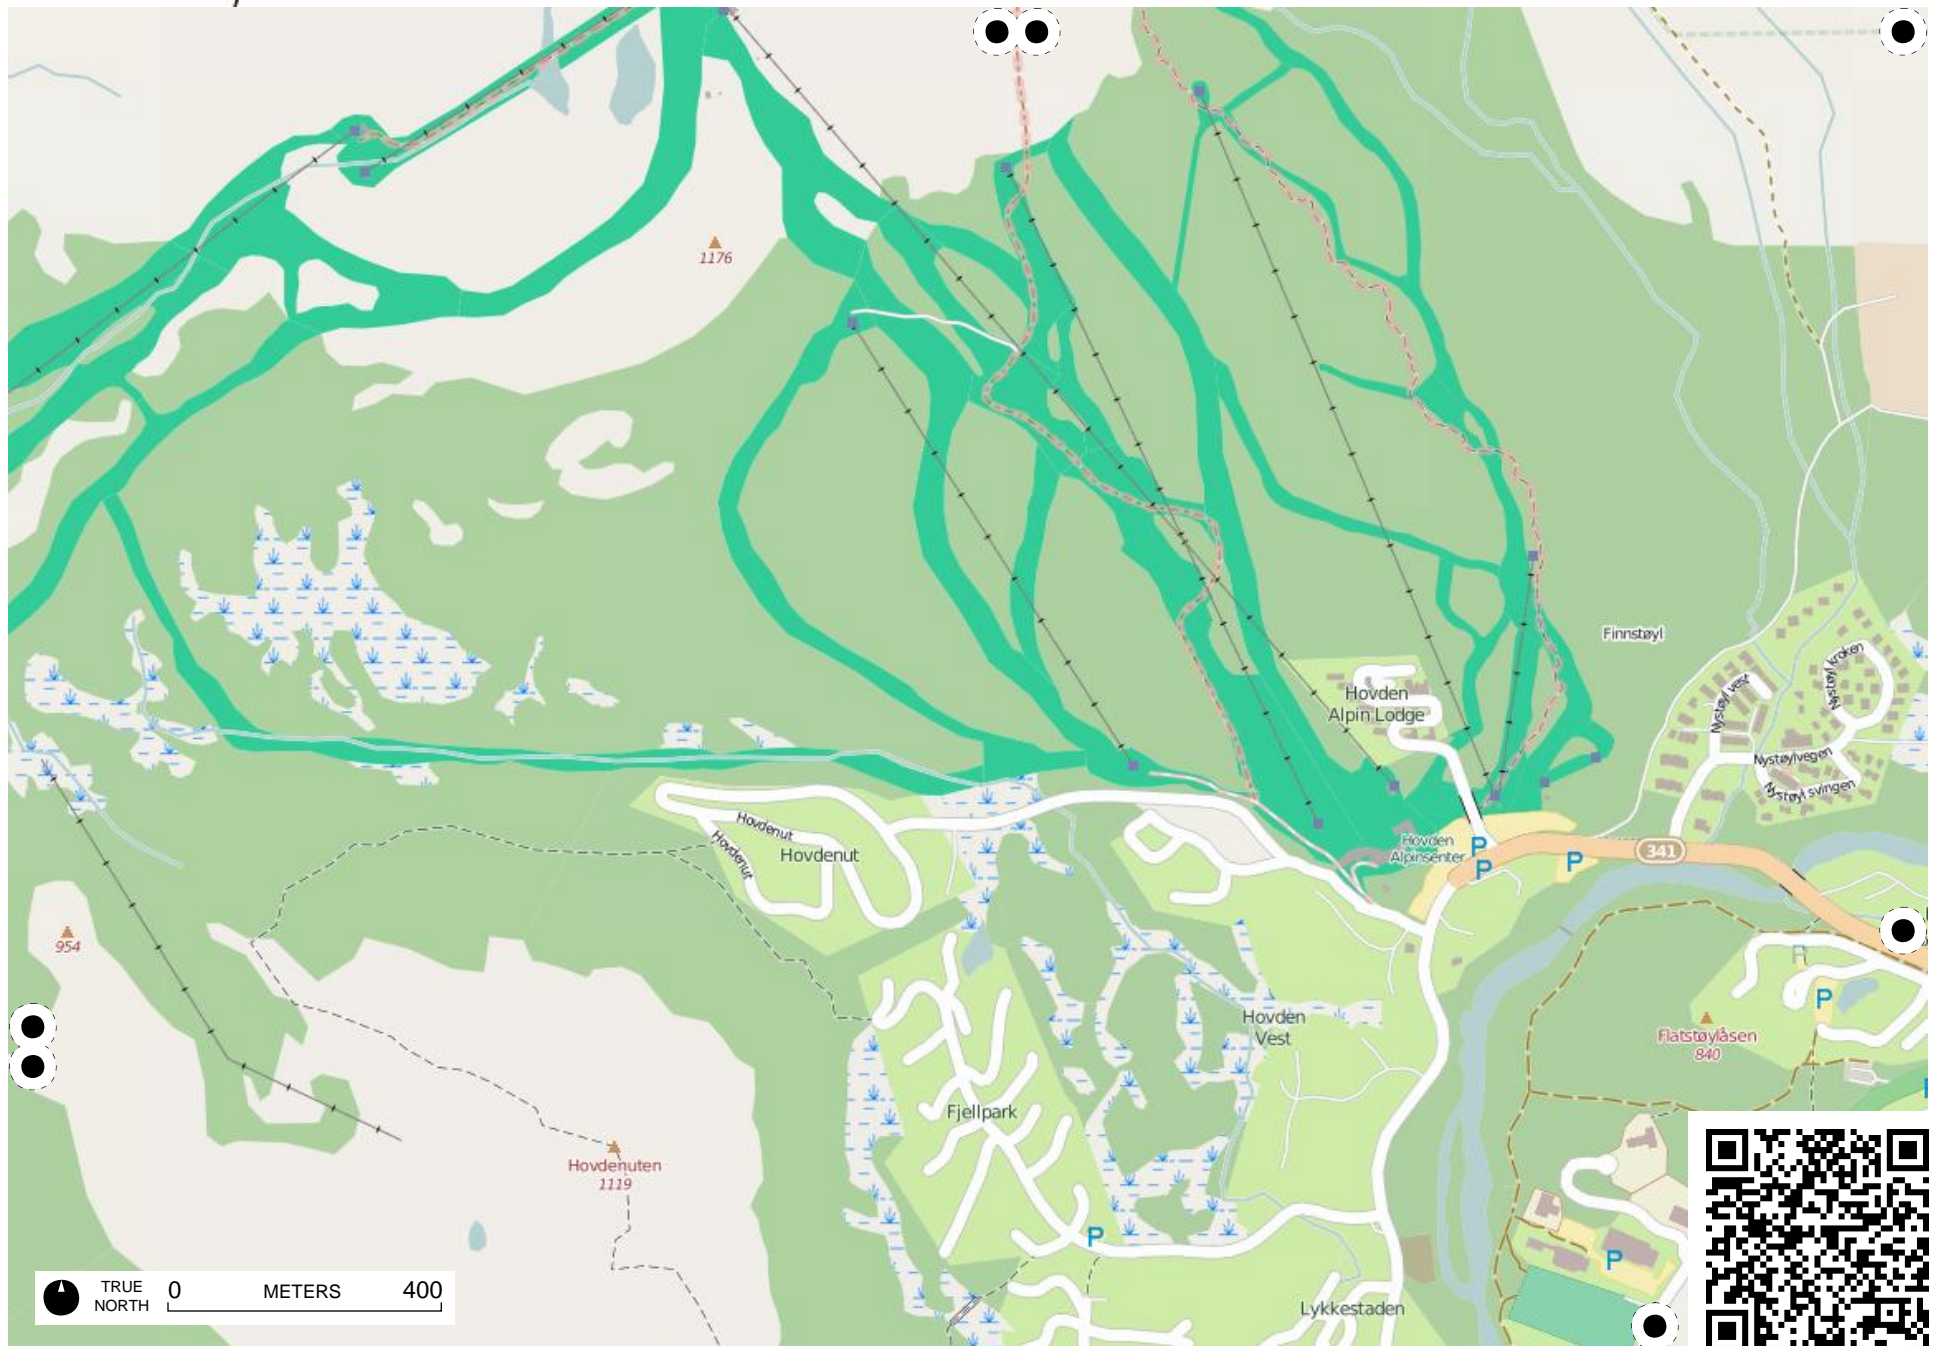 1176
Finnstøyl
Nystøyl kroken
Nystøyl vest
Hovden
Alpin Lodge
Nystøylvegen
Nystøyl svingen
Hovdenut
Hovdenut
Hovdenut
Hovden
Alpinsenter
P
P
P
341
954
P
Hovden
Vest
Flatstøylåsen
840
Fjellpark
Hovdenuten
1119
P
P
Lykkestaden
TRUE
NORTH
0 METERS 400